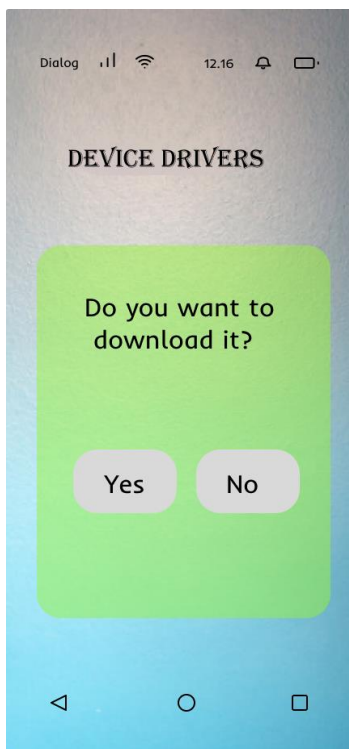 Dialog 12.16
DEVICE DRIVERS
Do you want to
download it?
Yes No